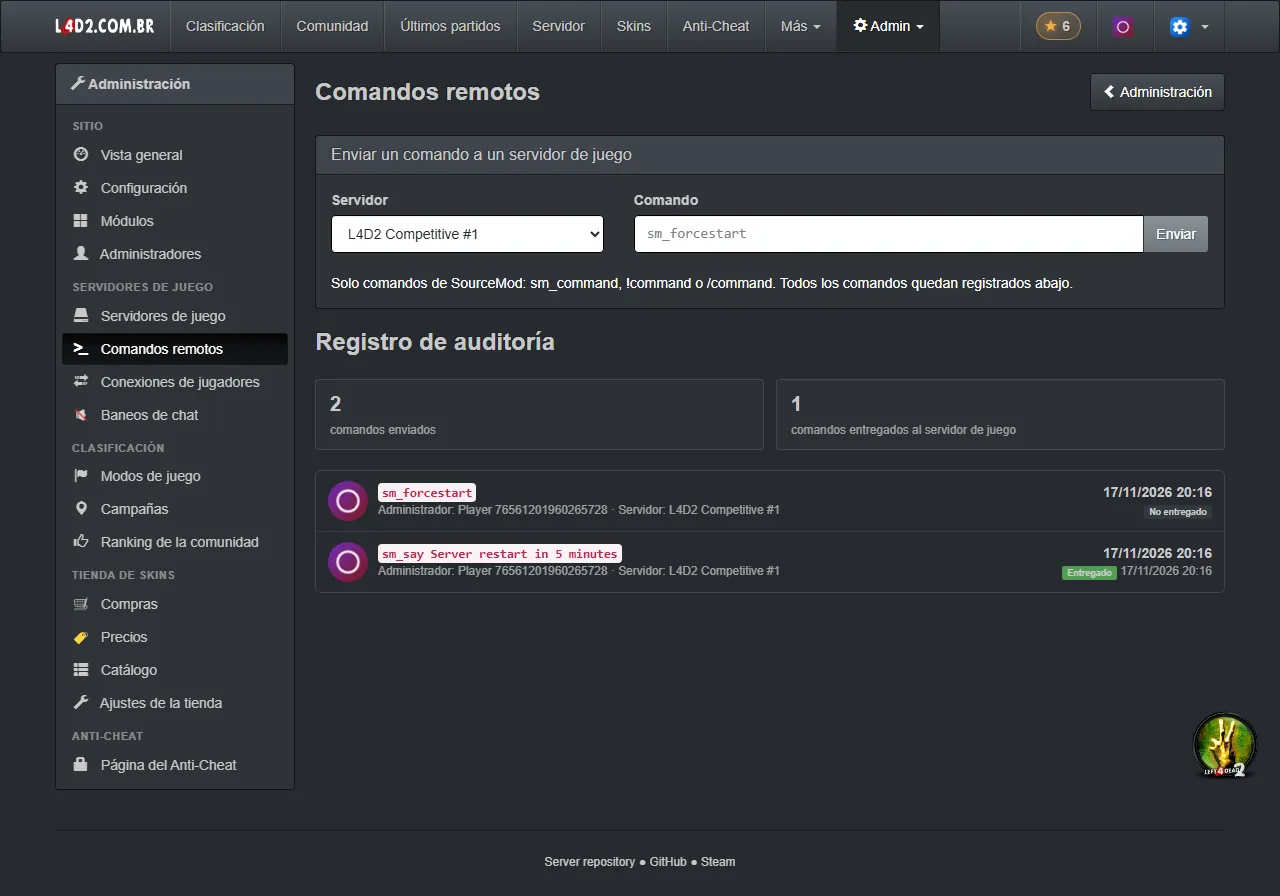 L4D2.COM.BR Clasificación Comunidad Últimos partidos Servidor Skins Anti-Cheat Más Admin 6
Administración
SITIO
Vista general
Configuración
Módulos
Administradores
SERVIDORES DE JUEGO
Servidores de juego
Comandos remotos
Conexiones de jugadores
Baneos de chat
CLASIFICACIÓN
Modos de juego
Campañas
Ranking de la comunidad
TIENDA DE SKINS
Compras
Precios
Catálogo
Ajustes de la tienda
ANTI-CHEAT
Página del Anti-Cheat
Comandos remotos
Administración
Enviar un comando a un servidor de juego
Servidor
L4D2 Competitive #1
Comando
sm_forcestart
Enviar
Solo comandos de SourceMod: sm_command, !command o /command. Todos los comandos quedan registrados abajo.
Registro de auditoría
2
comandos enviados
1
comandos entregados al servidor de juego
sm_forcestart
Administrador: Player 76561201960265728 · Servidor: L4D2 Competitive #1
17/11/2026 20:16
No entregado
sm_say Server restart in 5 minutes
Administrador: Player 76561201960265728 · Servidor: L4D2 Competitive #1
17/11/2026 20:16
Entregado 17/11/2026 20:16
LEFT 4 DEAD 2
Server repository ● GitHub ● Steam